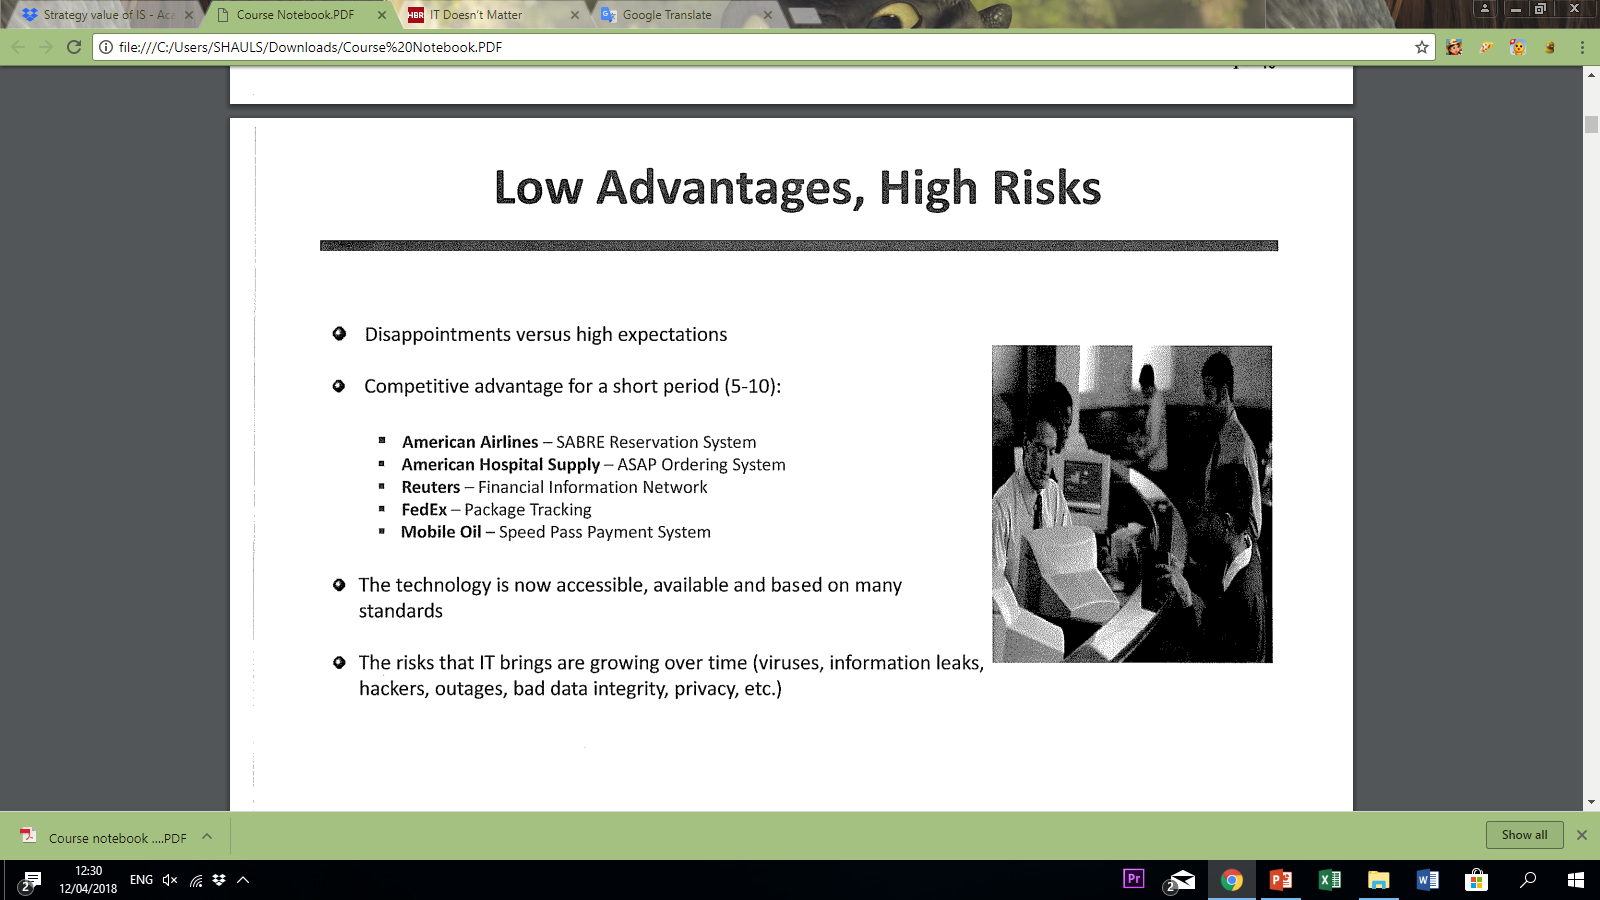 Strategy value of IS - Aca
Course Notebook.PDF
HBR
IT Doesn't Matter
Google Translate
file:///C:/Users/SHAULS/Downloads/Course%20Notebook.PDF
Low Advantages, High Risks
Disappointments versus high expectations
Competitive advantage for a short period (5-10):
American Airlines – SABRE Reservation System
American Hospital Supply – ASAP Ordering System
Reuters – Financial Information Network
FedEx – Package Tracking
Mobile Oil – Speed Pass Payment System
The technology is now accessible, available and based on many
standards
The risks that IT brings are growing over time (viruses, information leaks,
hackers, outages, bad data integrity, privacy, etc.)
Course notebook ....PDF
Show all
2
12:30
12/04/2018
ENG
Pr
2